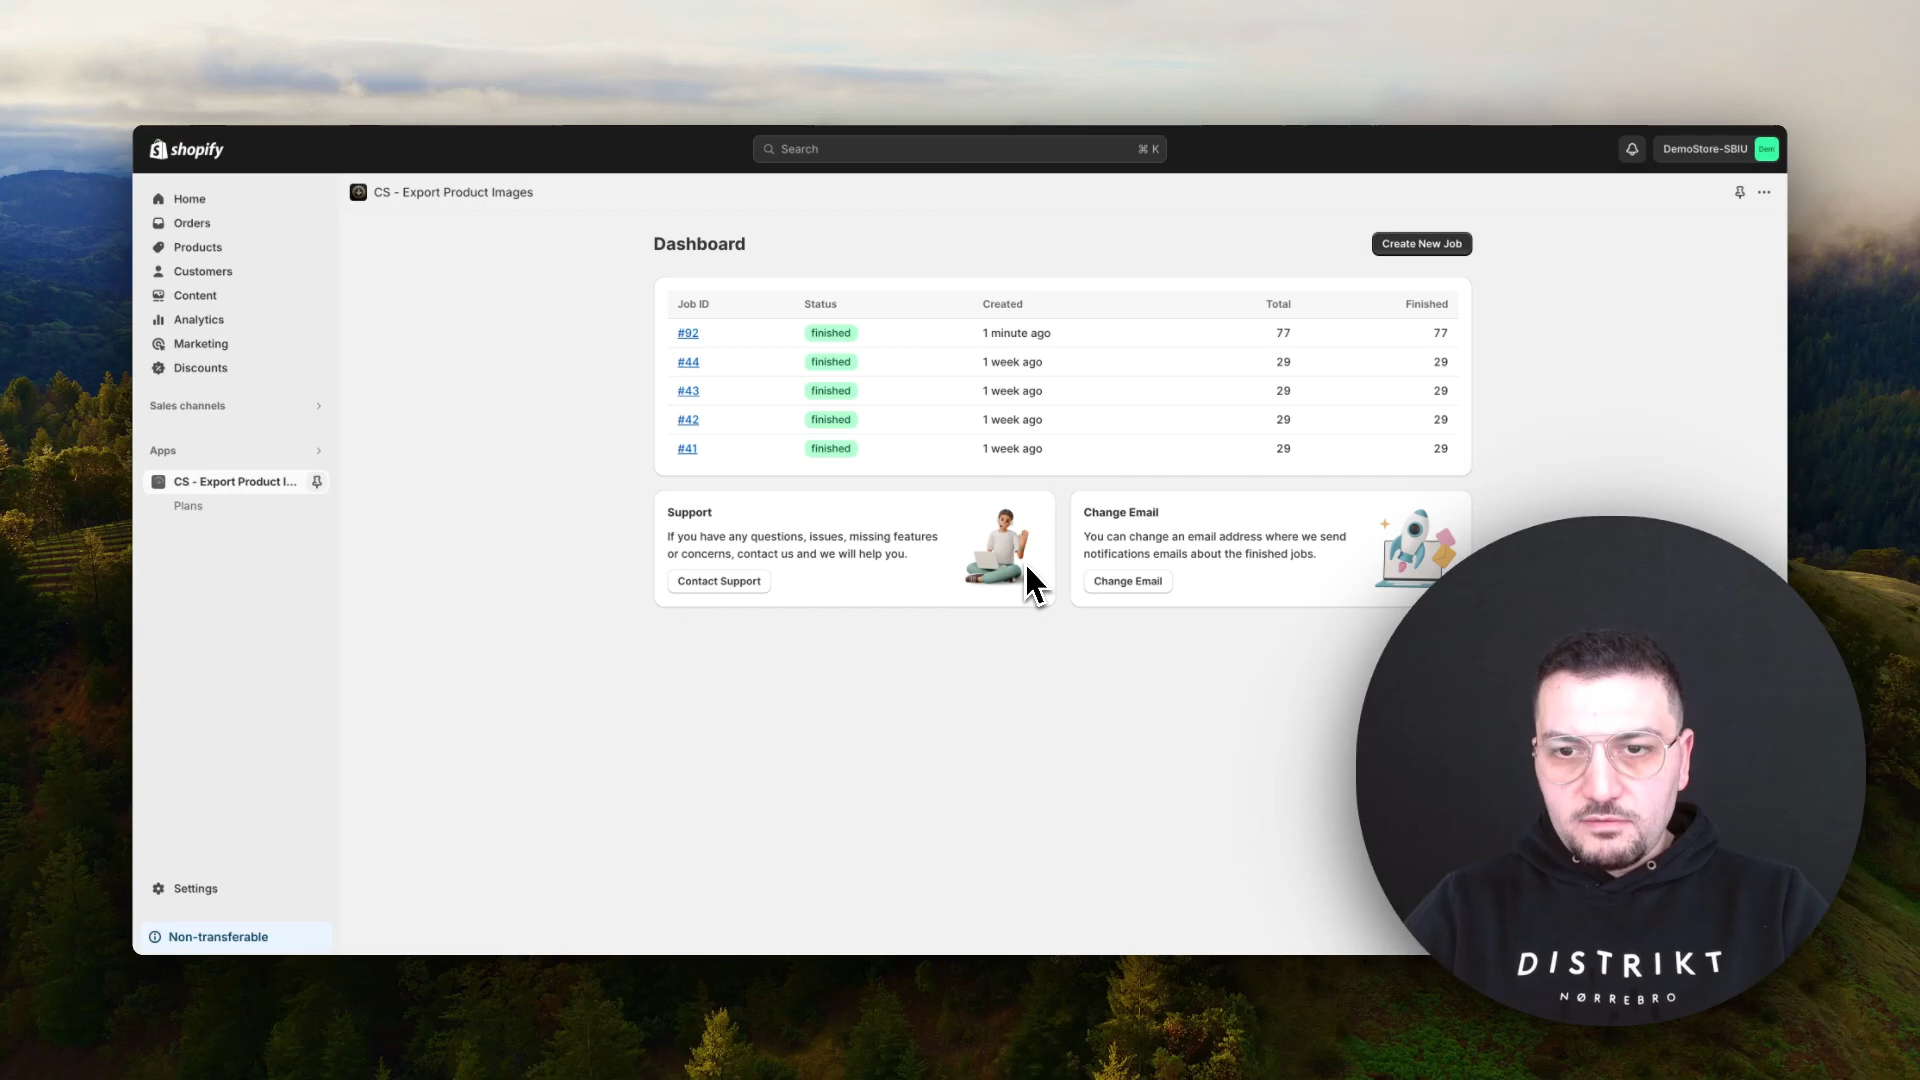 shopify
Search
⌘ K
DemoStore-SBIU
Dem
Home
Orders
Products
Customers
Content
Analytics
Marketing
Discounts
Sales channels
Apps
CS - Export Product I...
Plans
Settings
Non-transferable
CS - Export Product Images
Dashboard
Create New Job
Job ID Status Created Total Finished
#92 finished 1 minute ago 77 77
#44 finished 1 week ago 29 29
#43 finished 1 week ago 29 29
#42 finished 1 week ago 29 29
#41 finished 1 week ago 29 29
Support
If you have any questions, issues, missing features
or concerns, contact us and we will help you.
Contact Support
Change Email
You can change an email address where we send
notifications emails about the finished jobs.
Change Email
DISTRIKT
NØRREBRO